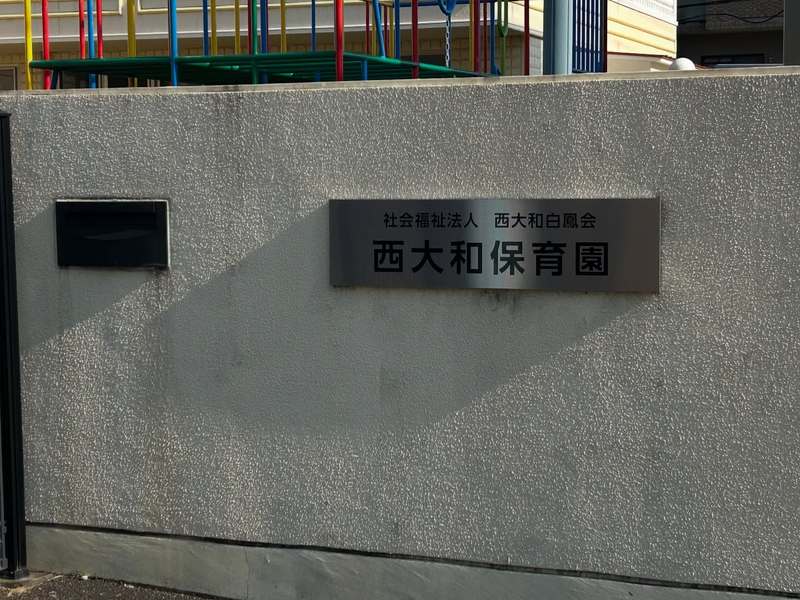 社会福祉法人　西大和白鳳会
西大和保育園